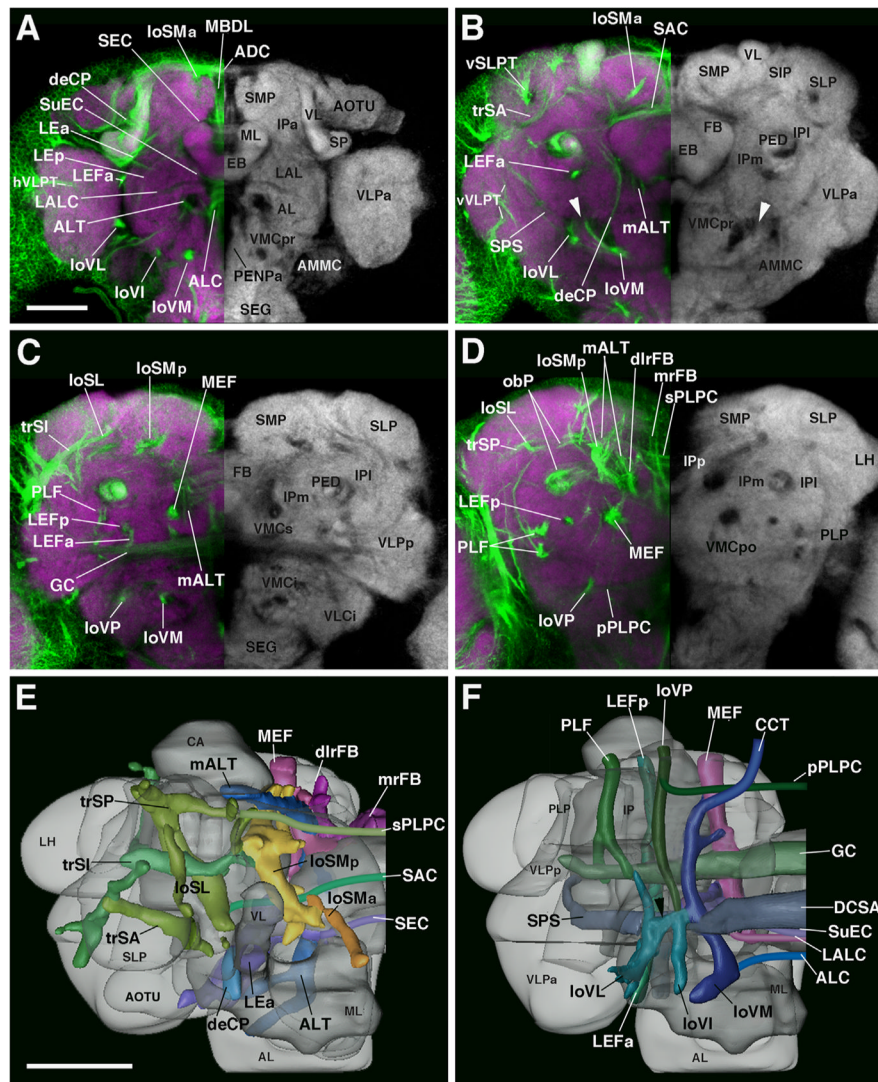 A
SEC
loSMa
MBDL
ADC
deCP
SuEC
LEa
LEp
LEFa
hVLPT
LALC
ALT
loVL
loVI
loVM
ALC
SMP
VL
AOTU
IPa
ML
SP
EB
LAL
AL
VLPa
VMCpr
PENPa
AMMC
SEG
B
loSMa
SAC
vSLPT
trSA
LEFa
vVLPT
SPS
loVL
deCP
loVM
mALT
VL
SMP
SIP
SLP
FB
PED
IPl
EB
IPm
VLPa
VMCpr
AMMC
C
loSL
loSMp
MEF
trSI
PLF
LEFp
LEFa
GC
loVP
loVM
mALT
SMP
SLP
FB
PED
IPl
IPm
VMCs
VLPp
VMCi
VLCi
SEG
D
mALT
loSMp
dlrFB
obP
mrFB
loSL
sPLPC
trSP
LEFp
PLF
MEF
loVP
pPLPC
SMP
SLP
IPp
LH
IPm
IPl
VMCpo
PLP
E
CA
MEF
mALT
dlrFB
mrFB
trSP
sPLPC
LH
trSI
loSMp
loSL
SAC
loSMa
VL
SEC
trSA
SLP
AOTU
LEa
ML
deCP
ALT
AL
F
loVP
LEFp
MEF
PLF
CCT
pPLPC
PLP
IP
VLPp
GC
SPS
DCSA
SuEC
LALC
VLPa
ALC
loVL
ML
loVI
loVM
LEFa
AL